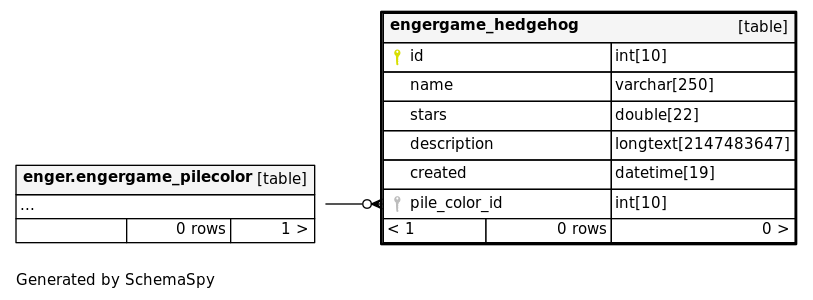 engergame_hedgehog [table]
id int[10]
name varchar[250]
stars double[22]
description longtext[2147483647]
created datetime[19]
pile_color_id int[10]
< 1 0 rows 0 >
enger.engergame_pilecolor [table]
...
0 rows 1 >
Generated by SchemaSpy